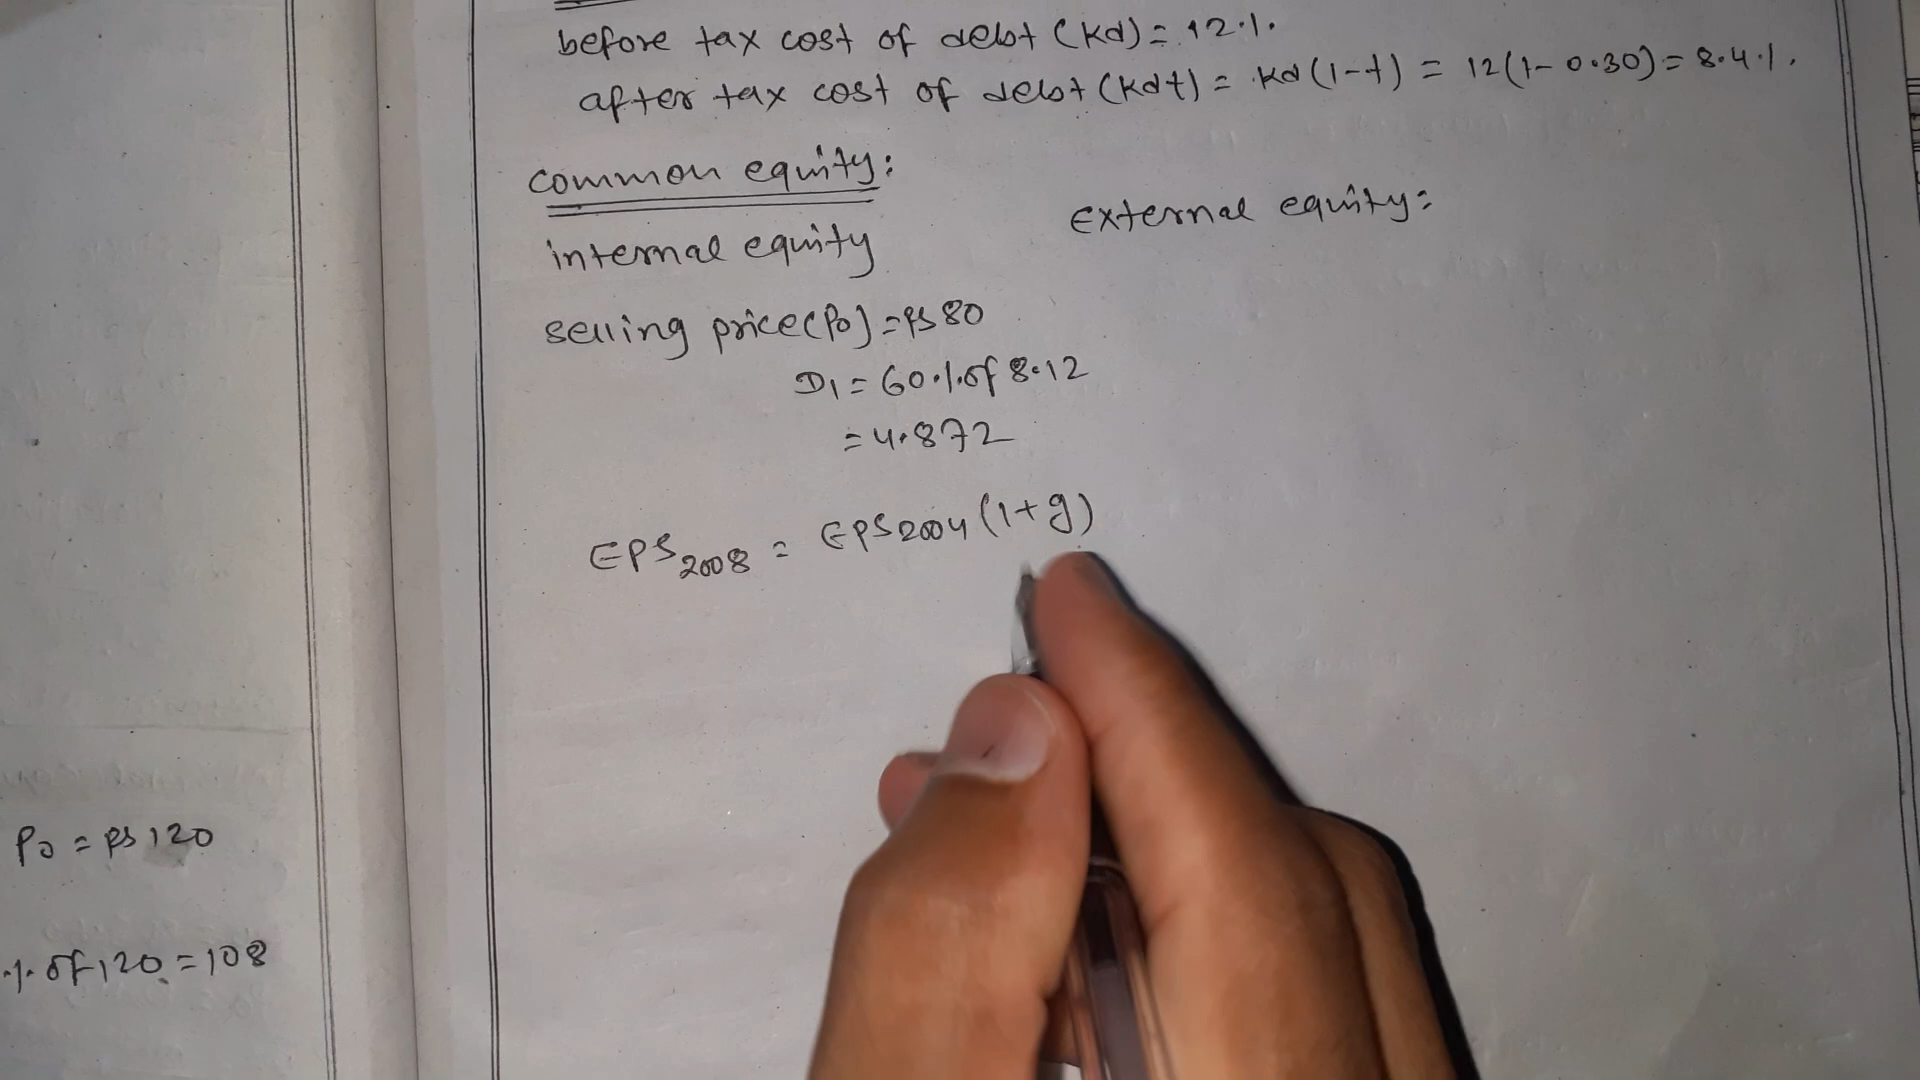 before tax cost of debt (kd) = 12%.
after tax cost of debt (kdt) = kd (1-t) = 12(1-0.30) = 8.4%.
common equity:
internal equity
external equity:
selling price (P0) = Rs 80
D1 = 60% of 8.12
= 4.872
EPS2008 = EPS2004 (1+g)
P0 = Rs 120
% of 120 = 108